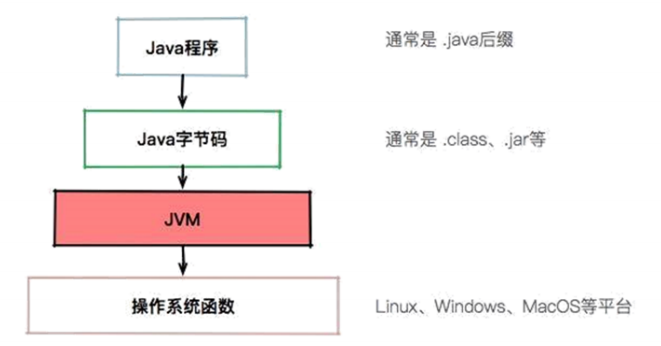 Java程序
通常是 .java后缀
Java字节码
通常是 .class、.jar等
JVM
操作系统函数
Linux、Windows、MacOS等平台